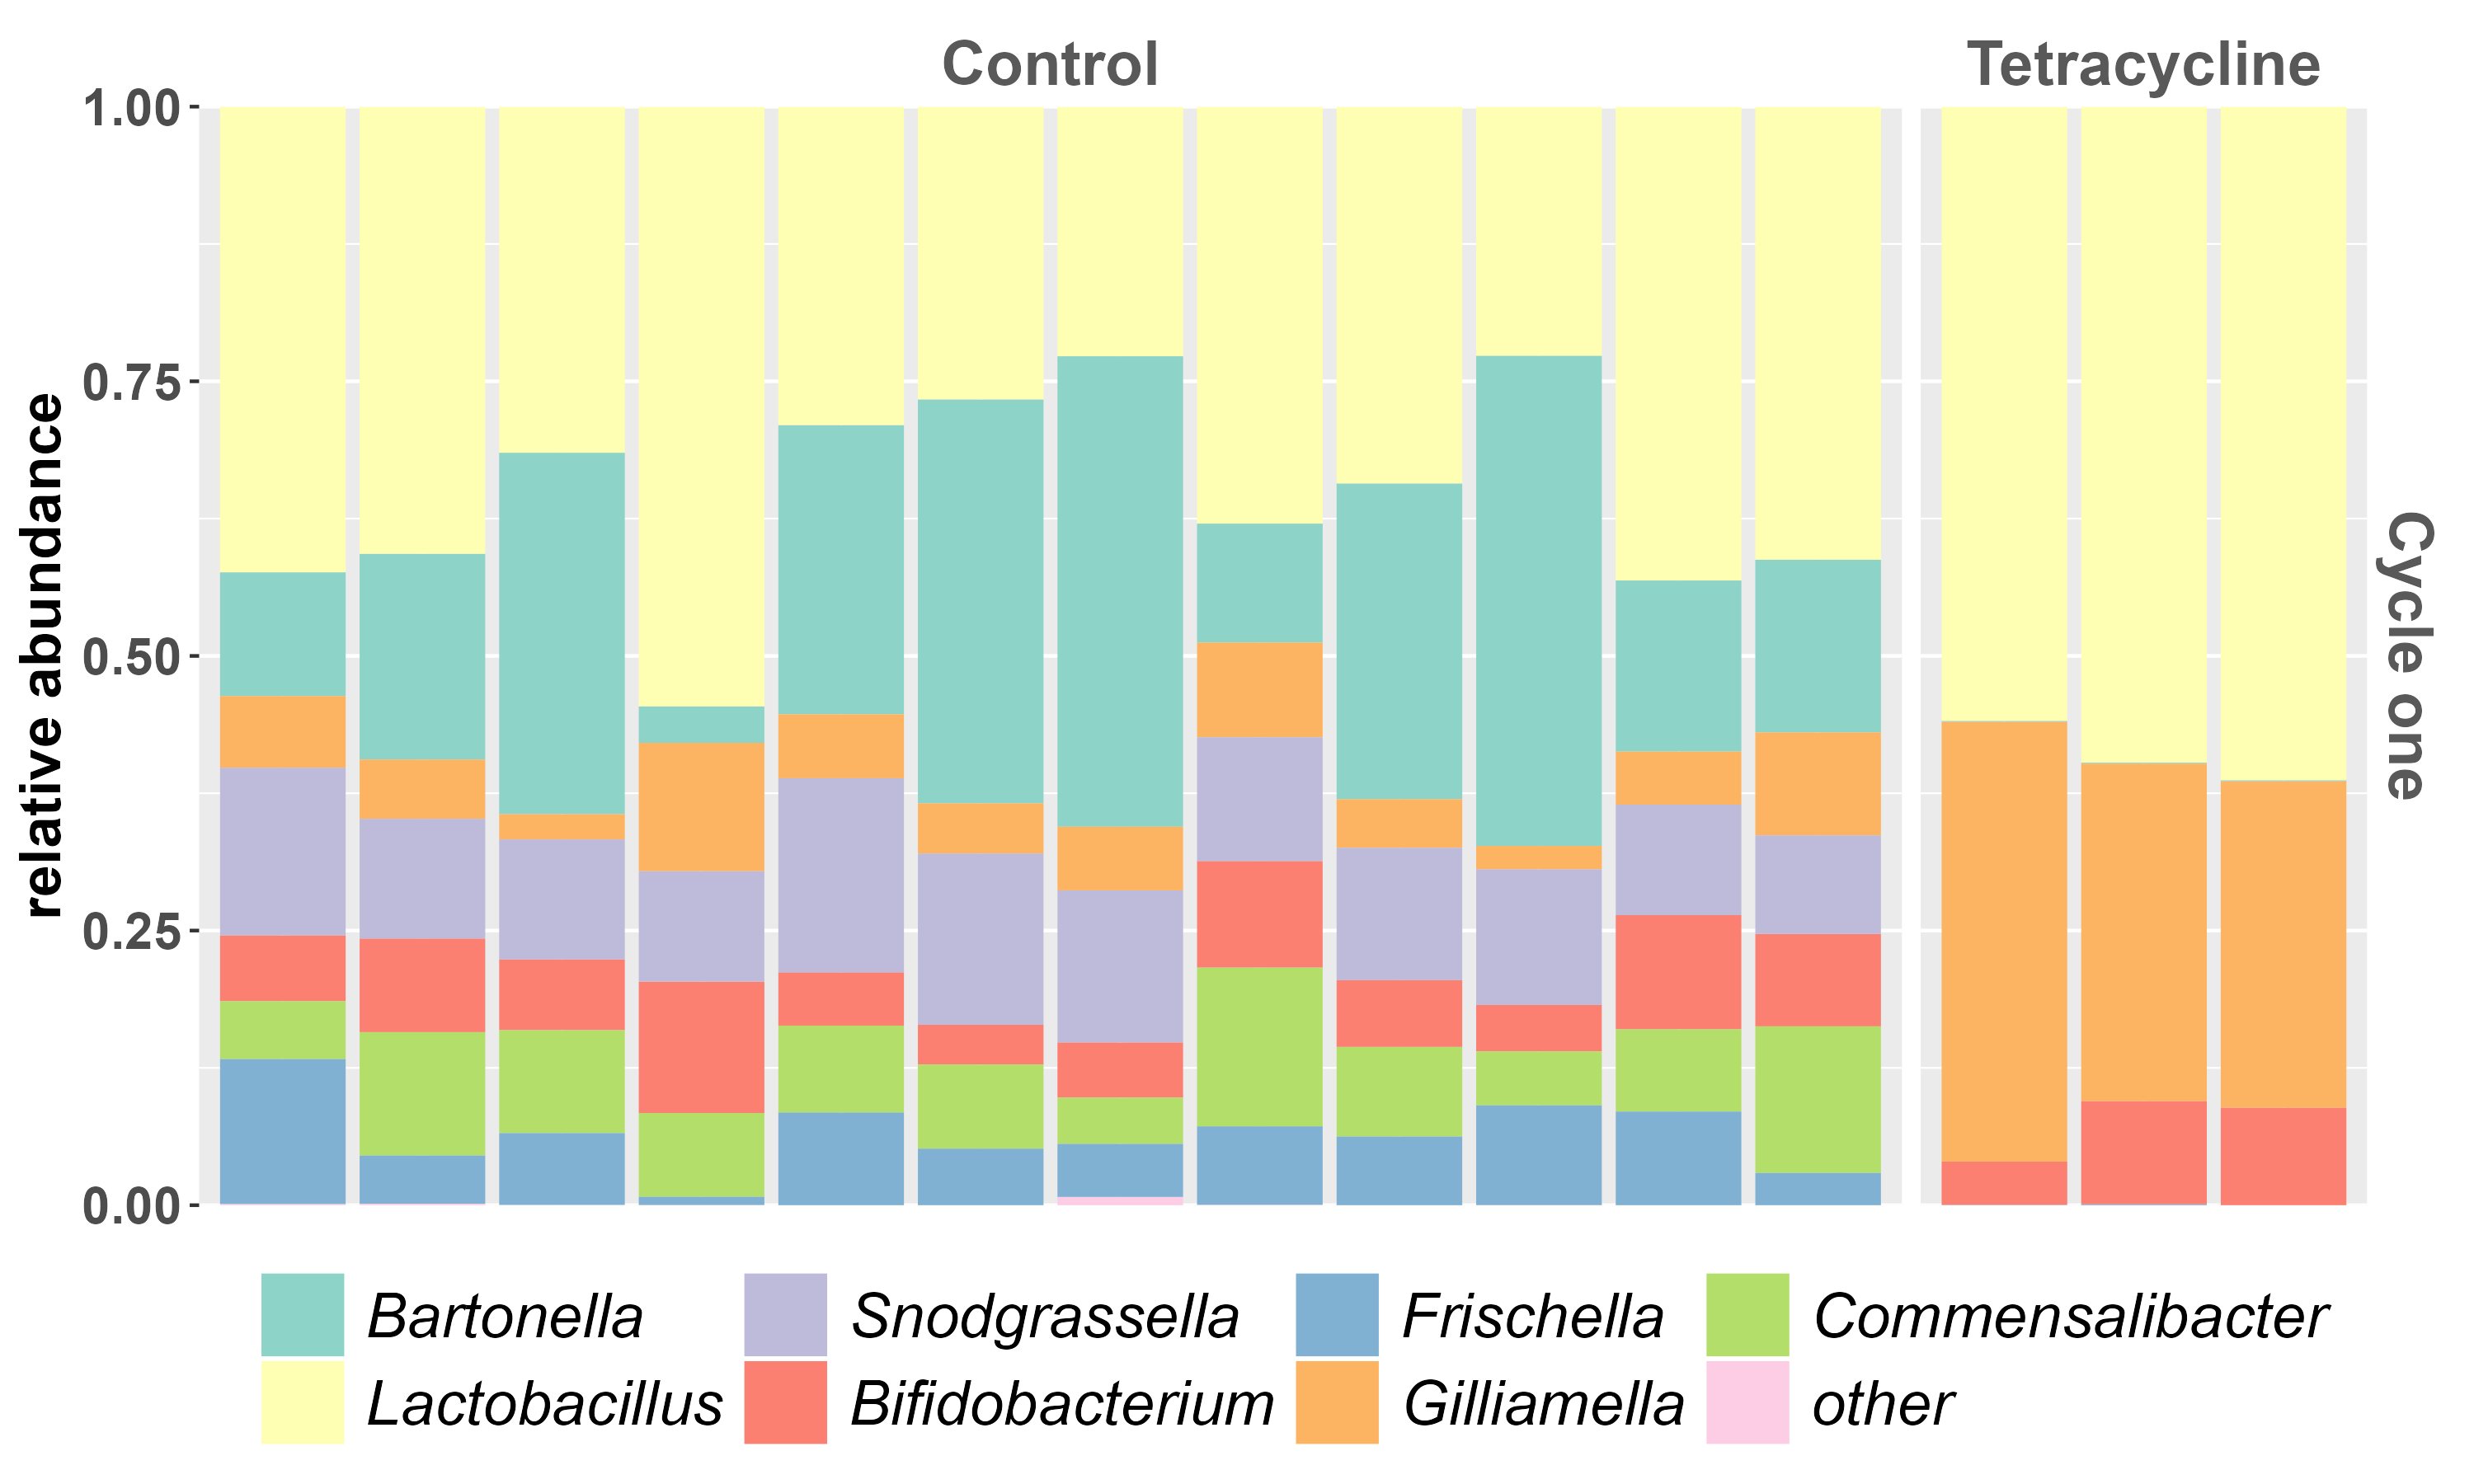 Control
Tetracycline
1.00
0.75
0.50
0.25
0.00
relative abundance
Cycle one
Bartonella
Snodgrassella
Frischella
Commensalibacter
Lactobacillus
Bifidobacterium
Gilliamella
other